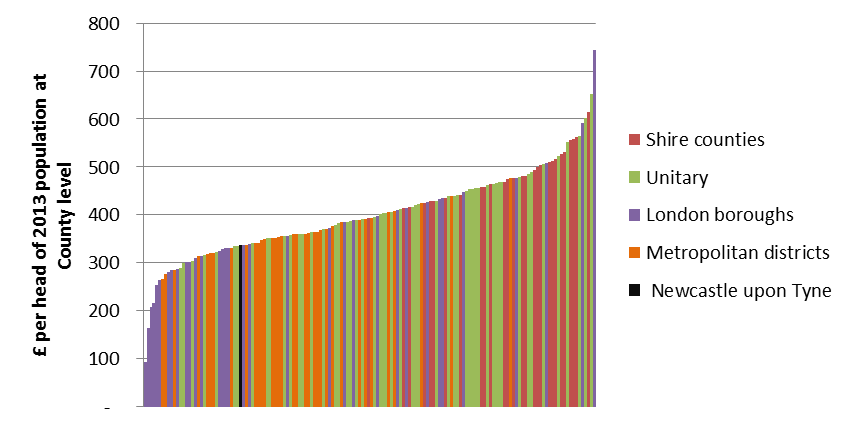 800
700
600
500
400
300
200
100
-
£ per head of 2013 population at
County level
Shire counties
Unitary
London boroughs
Metropolitan districts
Newcastle upon Tyne